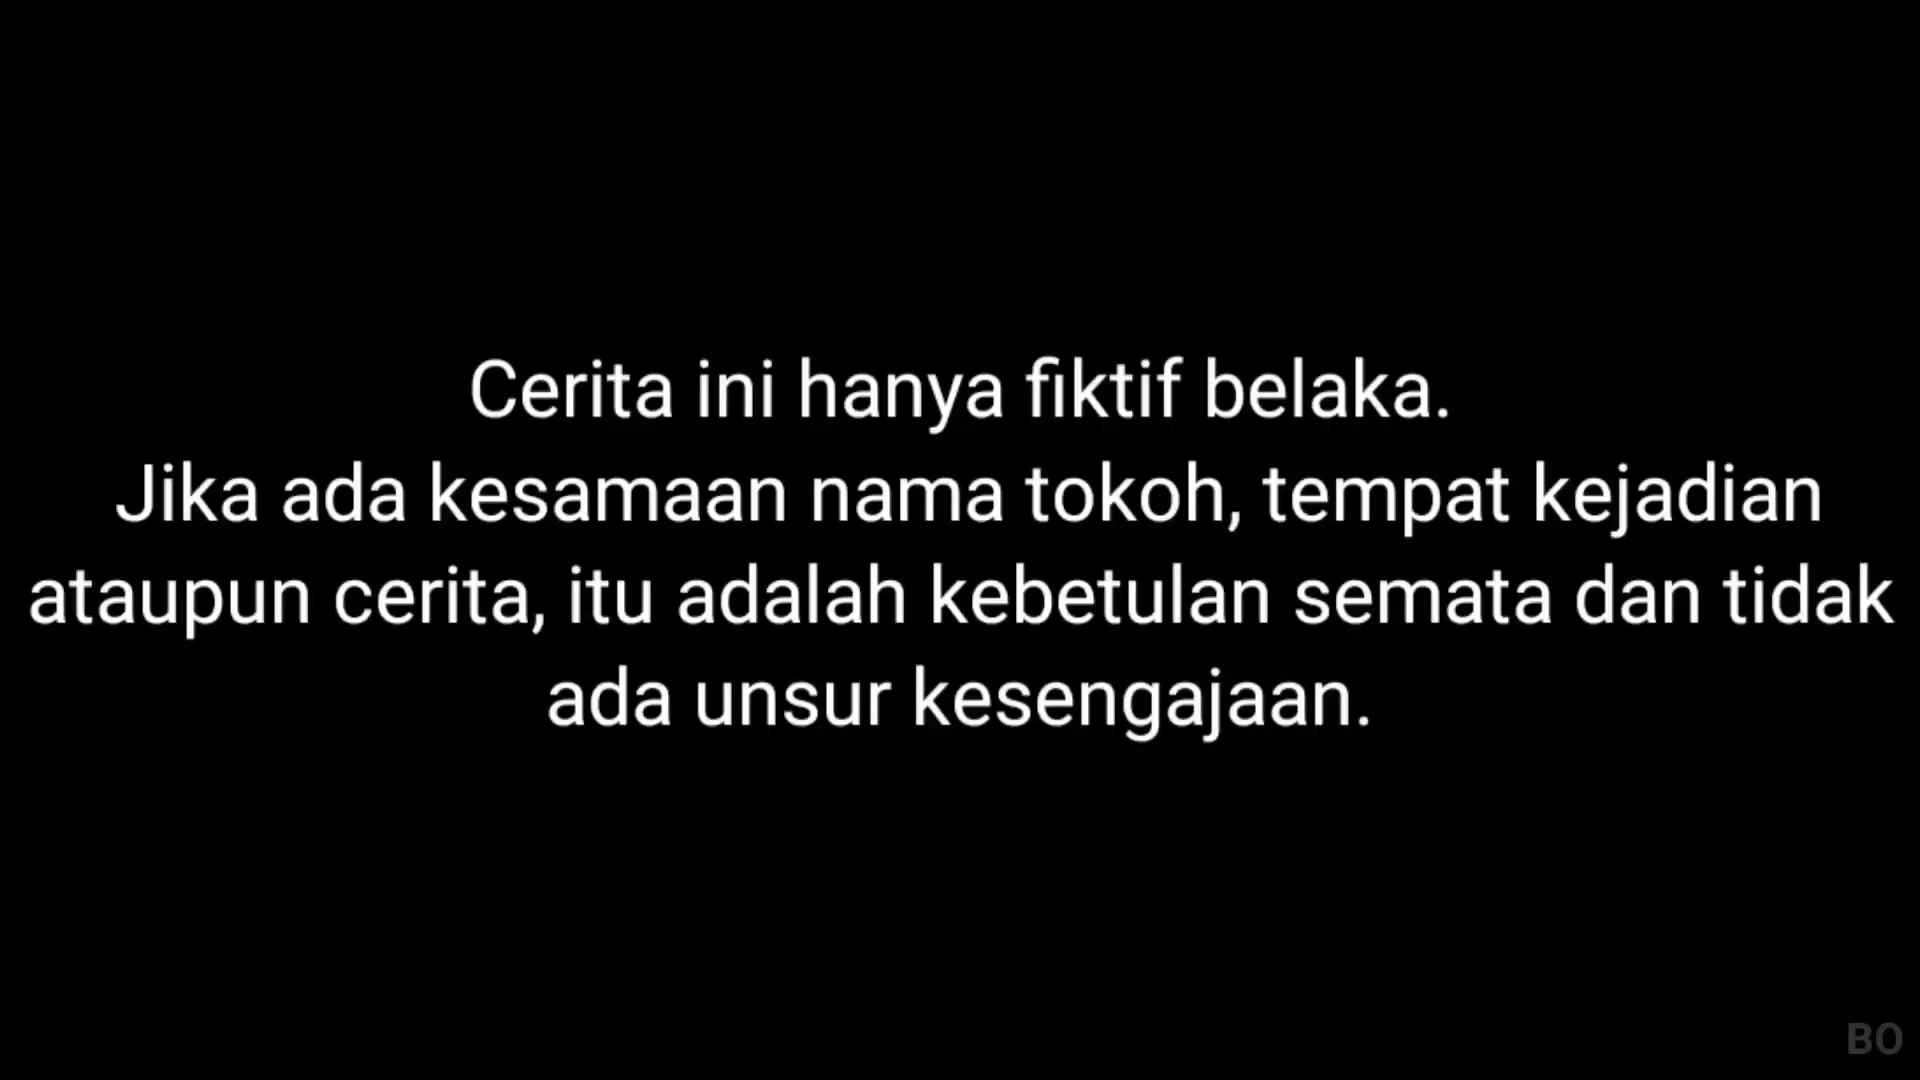 Cerita ini hanya fiktif belaka.
Jika ada kesamaan nama tokoh, tempat kejadian
ataupun cerita, itu adalah kebetulan semata dan tidak
ada unsur kesengajaan.
BO